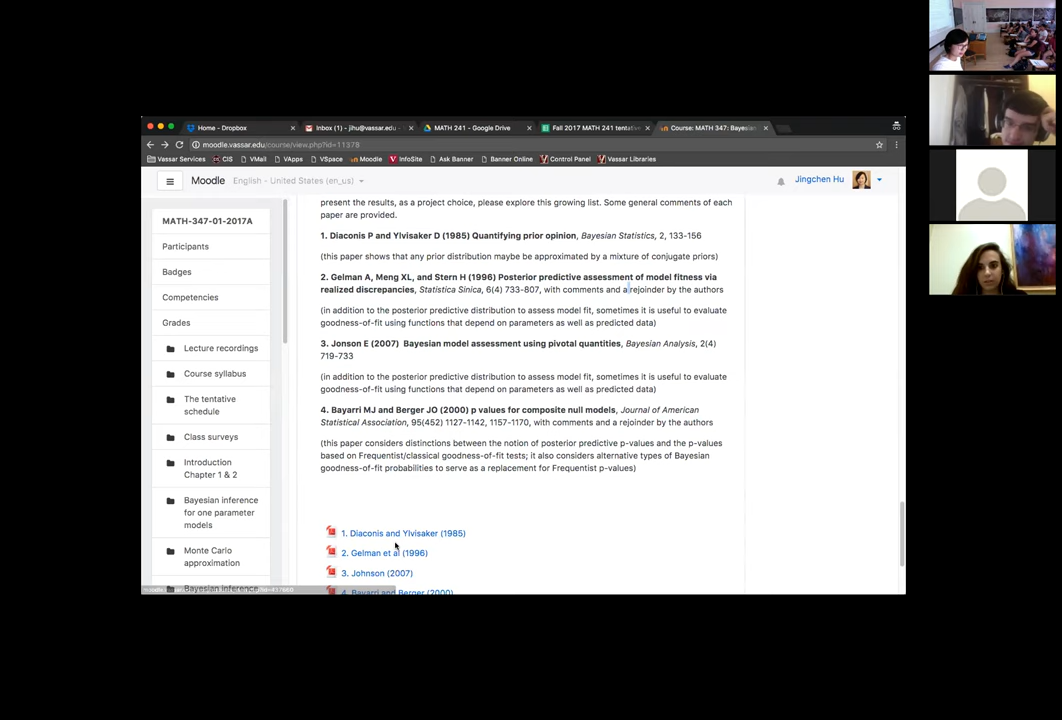 Home - Dropbox
Inbox (1) - jihu@vassar.edu -
MATH 241 - Google Drive
Fall 2017 MATH 241 tentativ
Course: MATH 347: Bayesian
moodle.vassar.edu/course/view.php?id=11378
Vassar Services CIS VMail VApps VSpace Moodle InfoSite Ask Banner Banner Online Control Panel Vassar Libraries
Moodle English - United States (en_us)
Jingchen Hu
MATH-347-01-2017A
Participants
Badges
Competencies
Grades
Lecture recordings
Course syllabus
The tentative
schedule
Class surveys
Introduction
Chapter 1 & 2
Bayesian inference
for one parameter
models
Monte Carlo
approximation
Bayesian inference
present the results, as a project choice, please explore this growing list. Some general comments of each
paper are provided.
1. Diaconis P and Ylvisaker D (1985) Quantifying prior opinion, Bayesian Statistics, 2, 133-156
(this paper shows that any prior distribution maybe be approximated by a mixture of conjugate priors)
2. Gelman A, Meng XL, and Stern H (1996) Posterior predictive assessment of model fitness via
realized discrepancies, Statistica Sinica, 6(4) 733-807, with comments and a rejoinder by the authors
(in addition to the posterior predictive distribution to assess model fit, sometimes it is useful to evaluate
goodness-of-fit using functions that depend on parameters as well as predicted data)
3. Jonson E (2007) Bayesian model assessment using pivotal quantities, Bayesian Analysis, 2(4)
719-733
(in addition to the posterior predictive distribution to assess model fit, sometimes it is useful to evaluate
goodness-of-fit using functions that depend on parameters as well as predicted data)
4. Bayarri MJ and Berger JO (2000) p values for composite null models, Journal of American
Statistical Association, 95(452) 1127-1142, 1157-1170, with comments and a rejoinder by the authors
(this paper considers distinctions between the notion of posterior predictive p-values and the p-values
based on Frequentist/classical goodness-of-fit tests; it also considers alternative types of Bayesian
goodness-of-fit probabilities to serve as a replacement for Frequentist p-values)
1. Diaconis and Ylvisaker (1985)
2. Gelman et al (1996)
3. Johnson (2007)
4. Bayarri and Berger (2000)